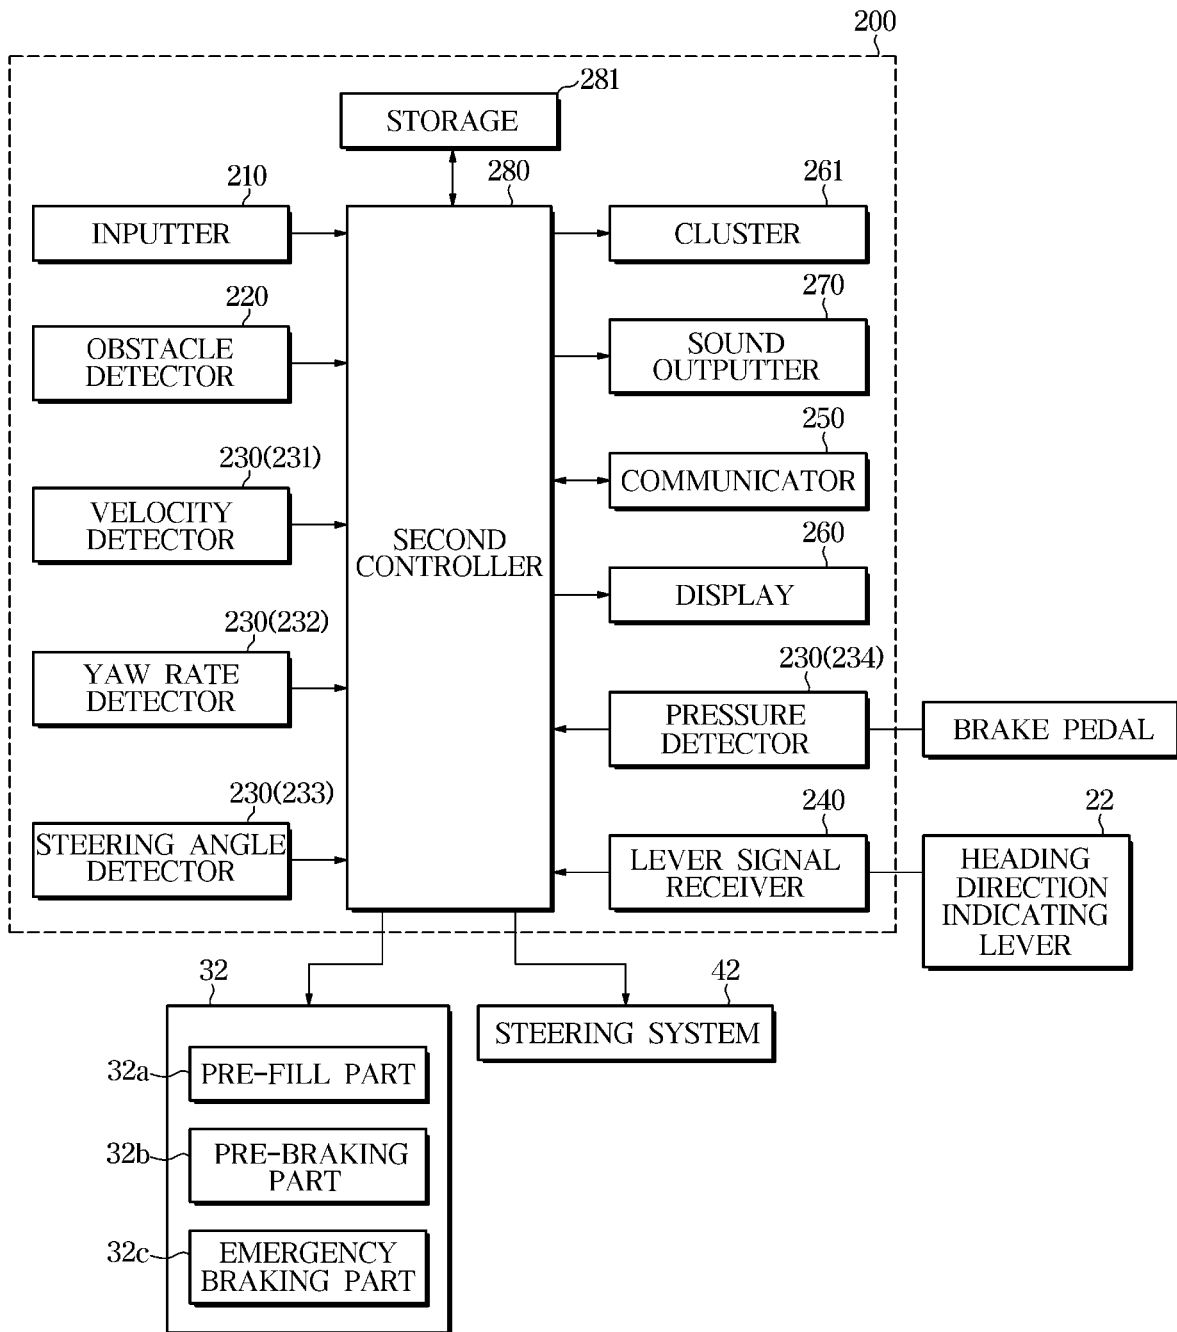 200
281
STORAGE
210
280
261
INPUTTER
CLUSTER
220
270
OBSTACLE
DETECTOR
SOUND
OUTPUTTER
250
230(231)
COMMUNICATOR
VELOCITY
DETECTOR
SECOND
CONTROLLER
260
DISPLAY
230(232)
230(234)
YAW RATE
DETECTOR
PRESSURE
DETECTOR
BRAKE PEDAL
230(233)
240
22
STEERING ANGLE
DETECTOR
LEVER SIGNAL
RECEIVER
HEADING
DIRECTION
INDICATING
LEVER
32
42
STEERING SYSTEM
32a
PRE-FILL PART
32b
PRE-BRAKING
PART
32c
EMERGENCY
BRAKING PART